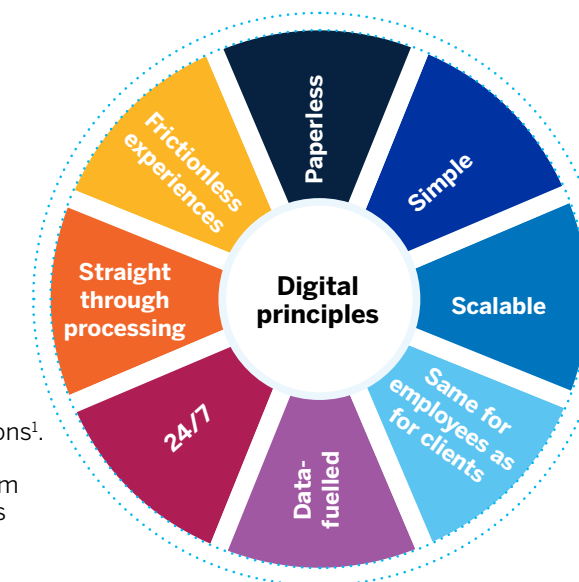 Paperless
Simple
Scalable
Same for
employees as
for clients
Data-
fuelled
24/7
Straight
through
processing
Frictionless
experiences
Digital
principles
ons¹.
m
s